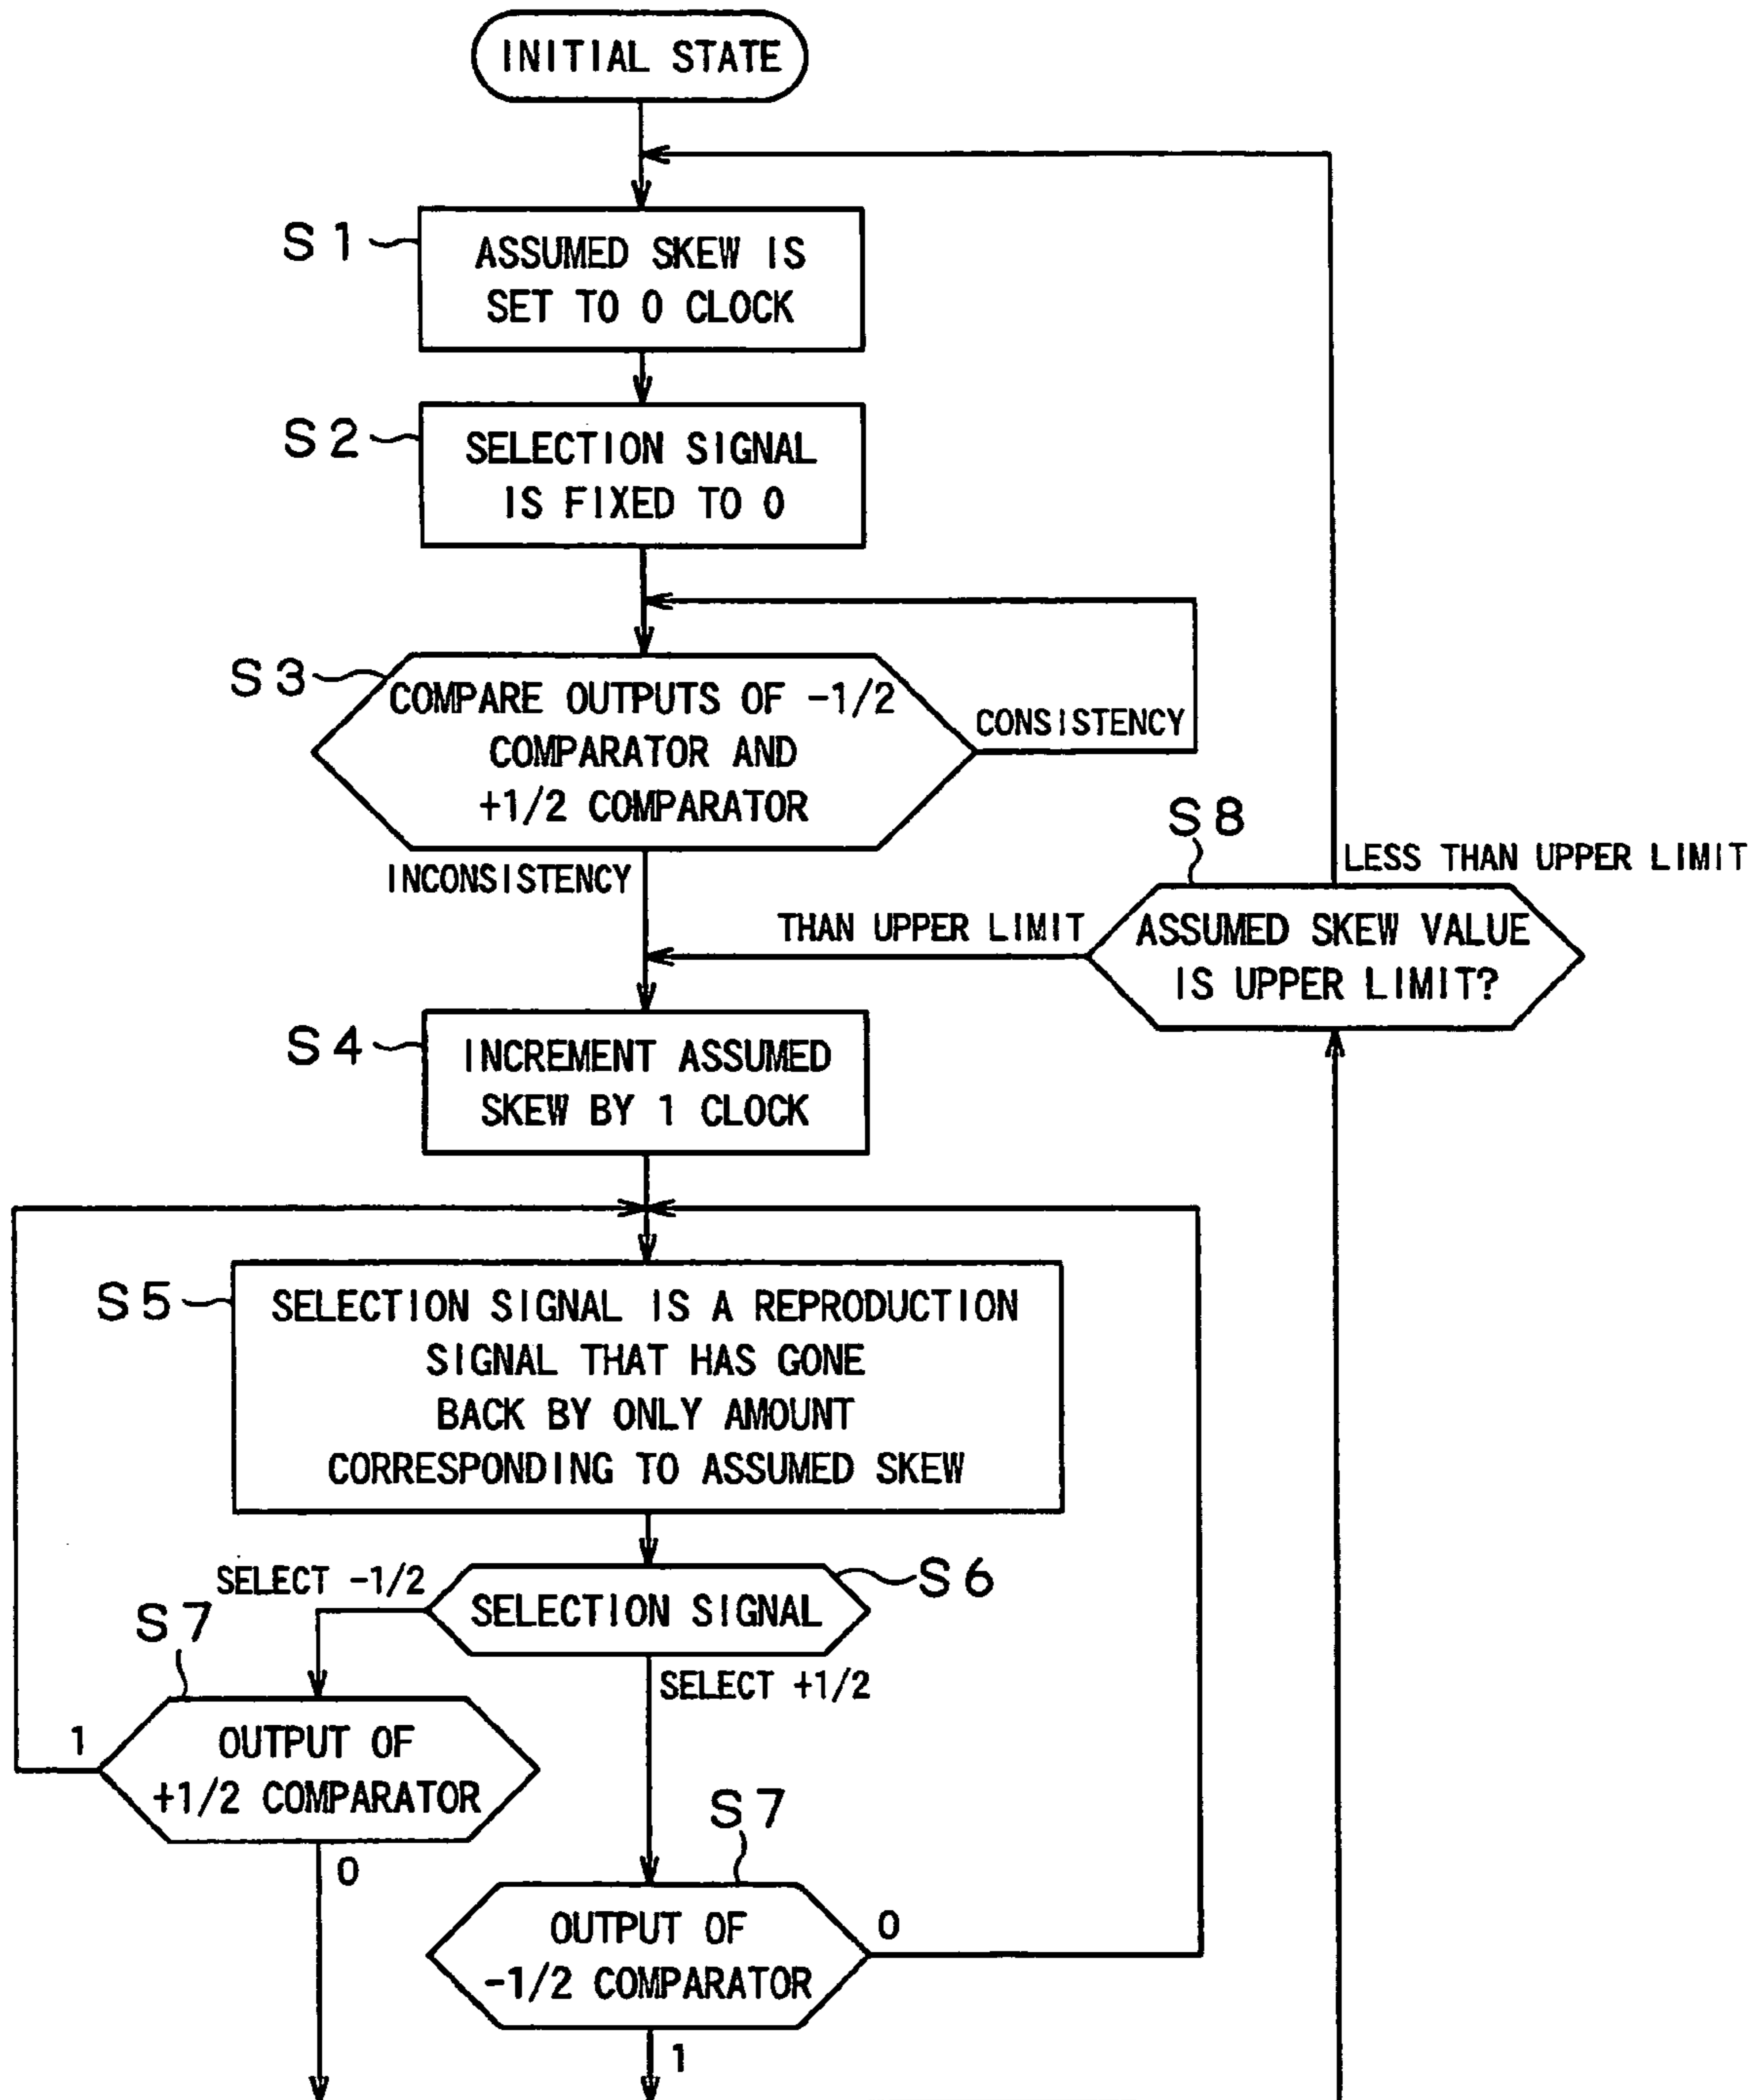 INITIAL STATE
S1
ASSUMED SKEW IS
SET TO 0 CLOCK
S2
SELECTION SIGNAL
IS FIXED TO 0
S3
COMPARE OUTPUTS OF -1/2
COMPARATOR AND
+1/2 COMPARATOR
CONSISTENCY
INCONSISTENCY
S8
LESS THAN UPPER LIMIT
THAN UPPER LIMIT
ASSUMED SKEW VALUE
IS UPPER LIMIT?
S4
INCREMENT ASSUMED
SKEW BY 1 CLOCK
S5
SELECTION SIGNAL IS A REPRODUCTION
SIGNAL THAT HAS GONE
BACK BY ONLY AMOUNT
CORRESPONDING TO ASSUMED SKEW
SELECT -1/2
S6
SELECTION SIGNAL
S7
SELECT +1/2
1
OUTPUT OF
+1/2 COMPARATOR
0
S7
OUTPUT OF
-1/2 COMPARATOR
0
1